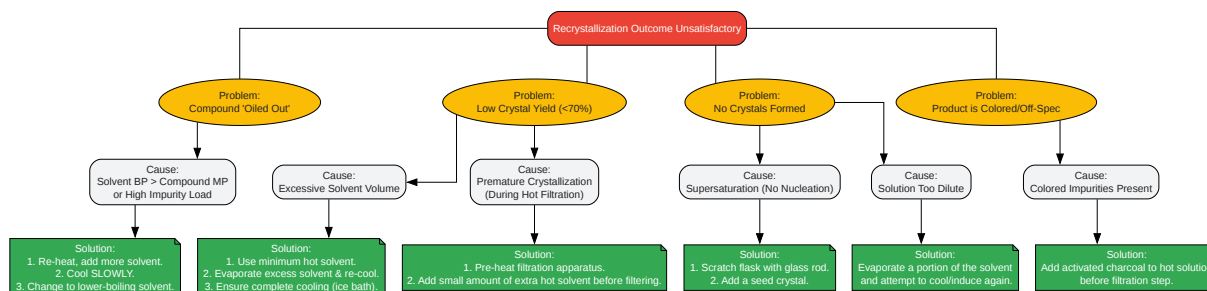 Recrystallization Outcome Unsatisfactory
Problem:
Compound 'Oiled Out'
Problem:
Low Crystal Yield (<70%)
Problem:
No Crystals Formed
Problem:
Product is Colored/Off-Spec
Cause:
Solvent BP > Compound MP
or High Impurity Load
Cause:
Excessive Solvent Volume
Cause:
Premature Crystallization
(During Hot Filtration)
Cause:
Supersaturation (No Nucleation)
Cause:
Solution Too Dilute
Cause:
Colored Impurities Present
Solution:
1. Re-heat, add more solvent.
2. Cool SLOWLY.
3. Change to lower-boiling solvent.
Solution:
1. Use minimum hot solvent.
2. Evaporate excess solvent & re-cool.
3. Ensure complete cooling (ice bath).
Solution:
1. Pre-heat filtration apparatus.
2. Add small amount of extra hot solvent before filtering.
Solution:
1. Scratch flask with glass rod.
2. Add a seed crystal.
Solution:
Evaporate a portion of the solvent
and attempt to cool/induce again.
Solution:
Add activated charcoal to hot solutio
before filtration step.